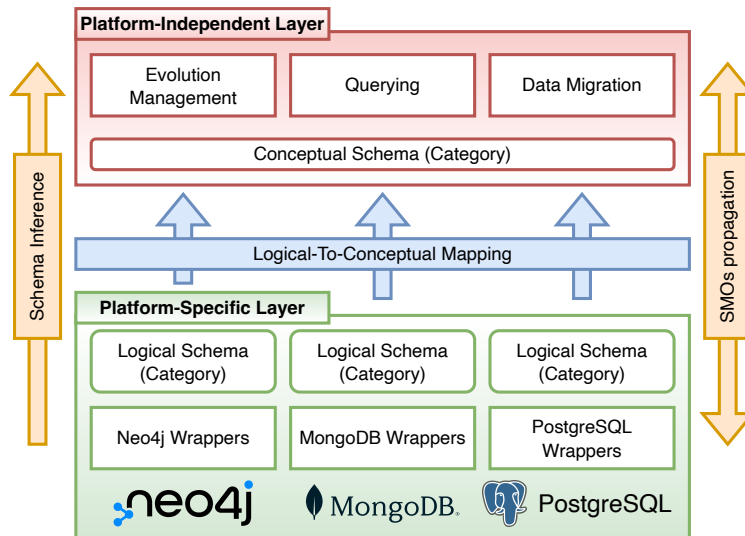 Platform-Independent Layer
Evolution
Management
Querying
Data Migration
Conceptual Schema (Category)
Schema Inference
SMOs propagation
Logical-To-Conceptual Mapping
Platform-Specific Layer
Logical Schema
(Category)
Logical Schema
(Category)
Logical Schema
(Category)
Neo4j Wrappers
MongoDB Wrappers
PostgreSQL
Wrappers
neo4j
MongoDB.
PostgreSQL